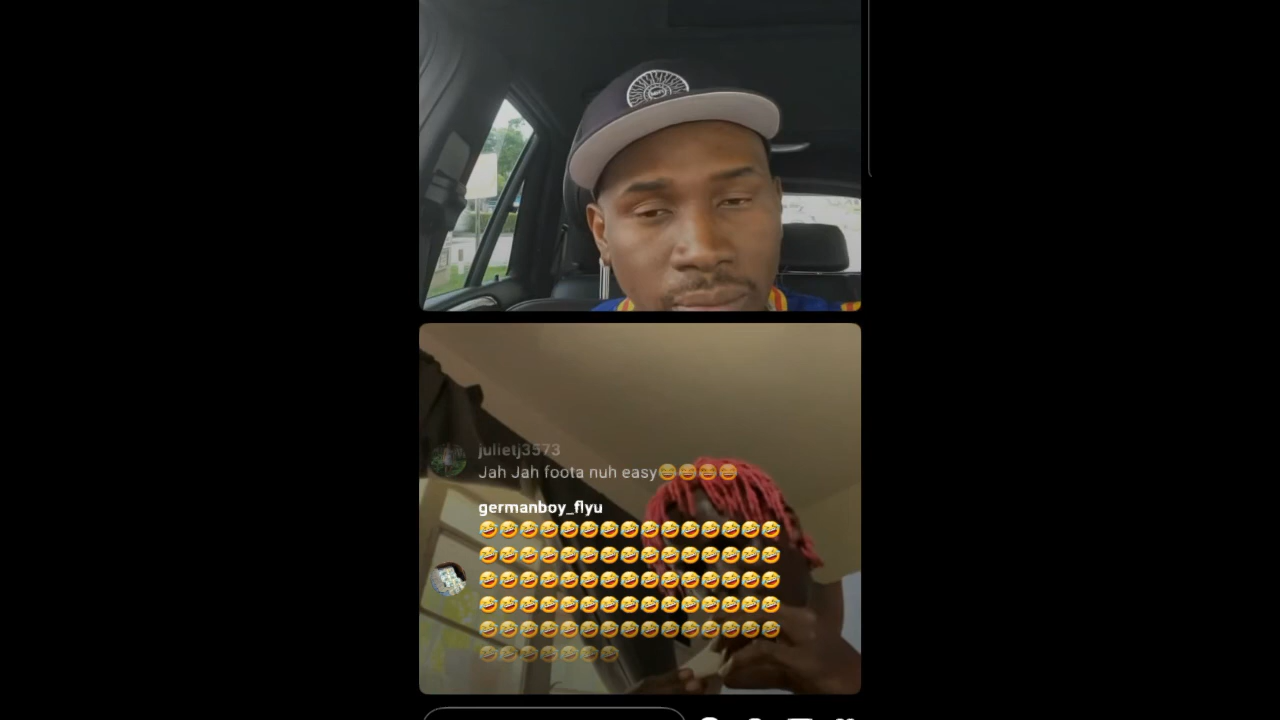 julietj3573
Jah Jah foota nuh easy😂😂😂😂
germanboy_flyu
🤣🤣🤣🤣🤣🤣🤣🤣🤣🤣🤣🤣🤣🤣🤣
🤣🤣🤣🤣🤣🤣🤣🤣🤣🤣🤣🤣🤣🤣🤣
🤣🤣🤣🤣🤣🤣🤣🤣🤣🤣🤣🤣🤣🤣🤣
🤣🤣🤣🤣🤣🤣🤣🤣🤣🤣🤣🤣🤣🤣🤣
🤣🤣🤣🤣🤣🤣🤣🤣🤣🤣🤣🤣🤣🤣🤣
🤣🤣🤣🤣🤣🤣🤣